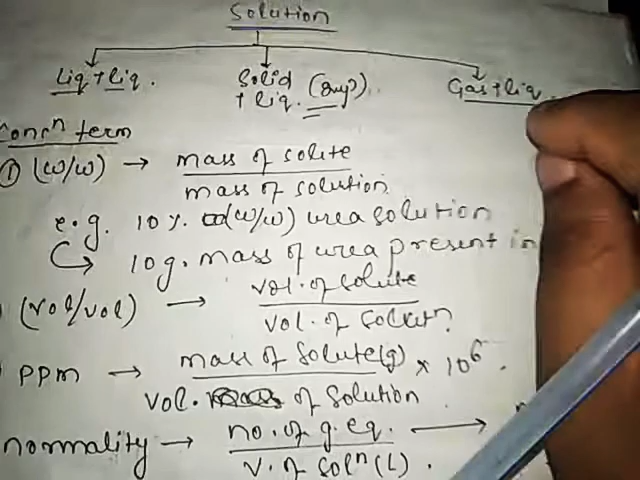 Solution
Liq + Liq. Solid + liq. Gas + liq
Concn term
① (w/w) → mass of solute / mass of solution
e.g. 10 %. (w/w) urea solution
↳ 10 g. mass of urea present in
(vol/vol) → vol. of solute / vol. of
PPm → mass of solute (g) / vol. of solution × 10⁶.
normality → no. of g. eq. / v. of solⁿ (L). →